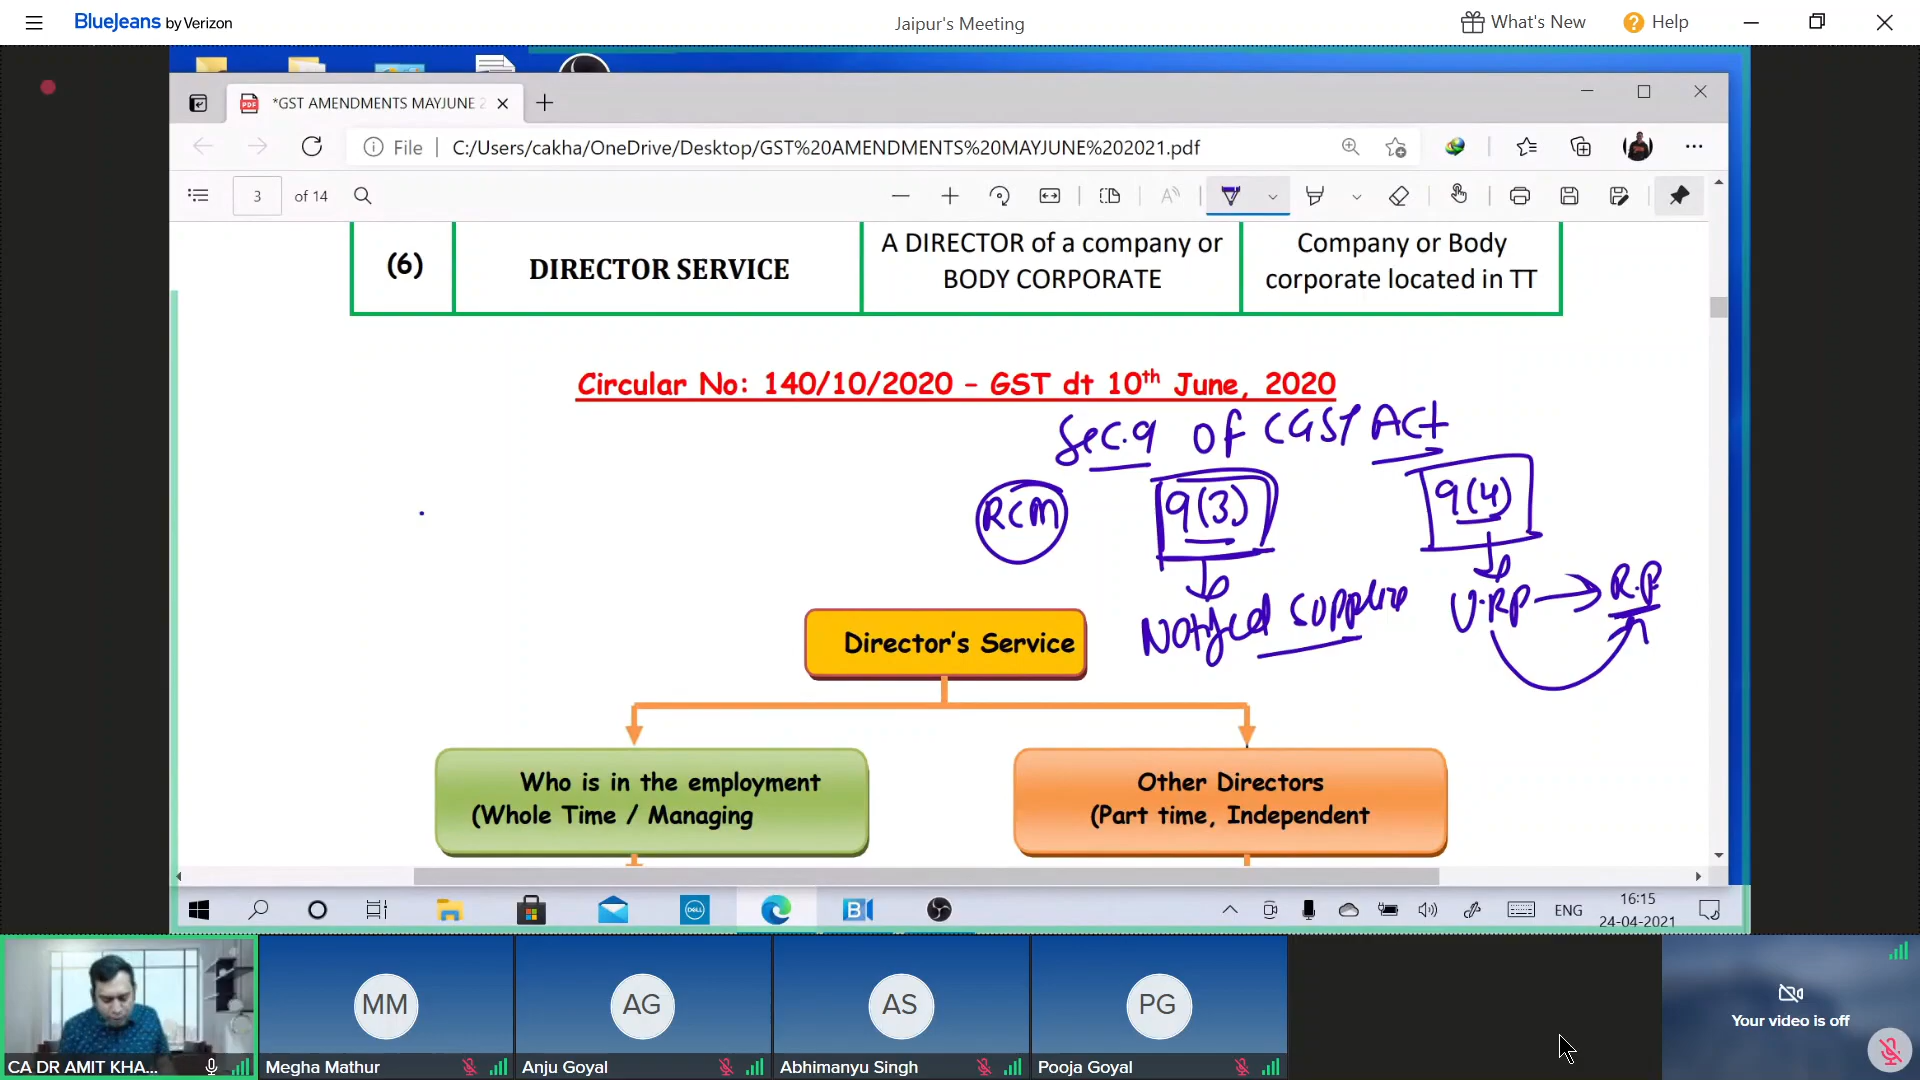 BlueJeans by Verizon
Jaipur's Meeting
What's New
Help
*GST AMENDMENTS MAYJUNE 2
File
C:/Users/cakha/OneDrive/Desktop/GST%20AMENDMENTS%20MAYJUNE%202021.pdf
3 of 14
(6)
DIRECTOR SERVICE
A DIRECTOR of a company or
BODY CORPORATE
Company or Body
corporate located in TT
Circular No: 140/10/2020 – GST dt 10th June, 2020
Sec.9 of CGST Act
RCM
9(3)
9(4)
Notified supplies
U.RP
R.P
Director's Service
Who is in the employment
(Whole Time / Managing
Other Directors
(Part time, Independent
DELL
B
ENG
16:15
24-04-2021
CA DR AMIT KHA...
MM
Megha Mathur
AG
Anju Goyal
AS
Abhimanyu Singh
PG
Pooja Goyal
Your video is off